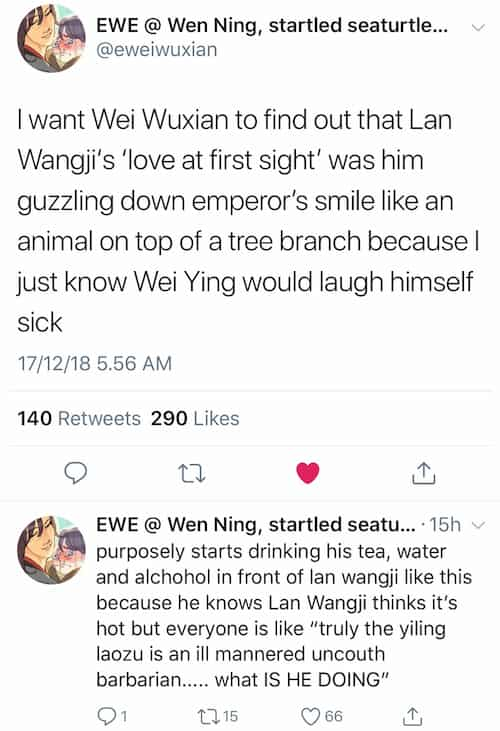 EWE @ Wen Ning, startled seaturtle...
@eweiwuxian
I want Wei Wuxian to find out that Lan
Wangji's ‘love at first sight’ was him
guzzling down emperor's smile like an
animal on top of a tree branch because I
just know Wei Ying would laugh himself
sick
17/12/18 5.56 AM
140 Retweets 290 Likes
EWE @ Wen Ning, startled seatu... · 15h
purposely starts drinking his tea, water
and alchohol in front of lan wangji like this
because he knows Lan Wangji thinks it's
hot but everyone is like “truly the yiling
laozu is an ill mannered uncouth
barbarian..... what IS HE DOING”
1 15 66